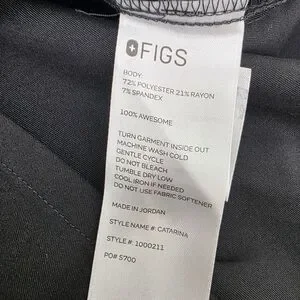 FIGS
BODY:
72% POLYESTER 21% RAYON
7% SPANDEX
100% AWESOME
TURN GARMENT INSIDE OUT
MACHINE WASH COLD
GENTLE CYCLE
DO NOT BLEACH
TUMBLE DRY LOW
COOL IRON IF NEEDED
DO NOT USE FABRIC SOFTENER
MADE IN JORDAN
STYLE NAME #: CATARINA
STYLE #: 1000211
PO# 5700